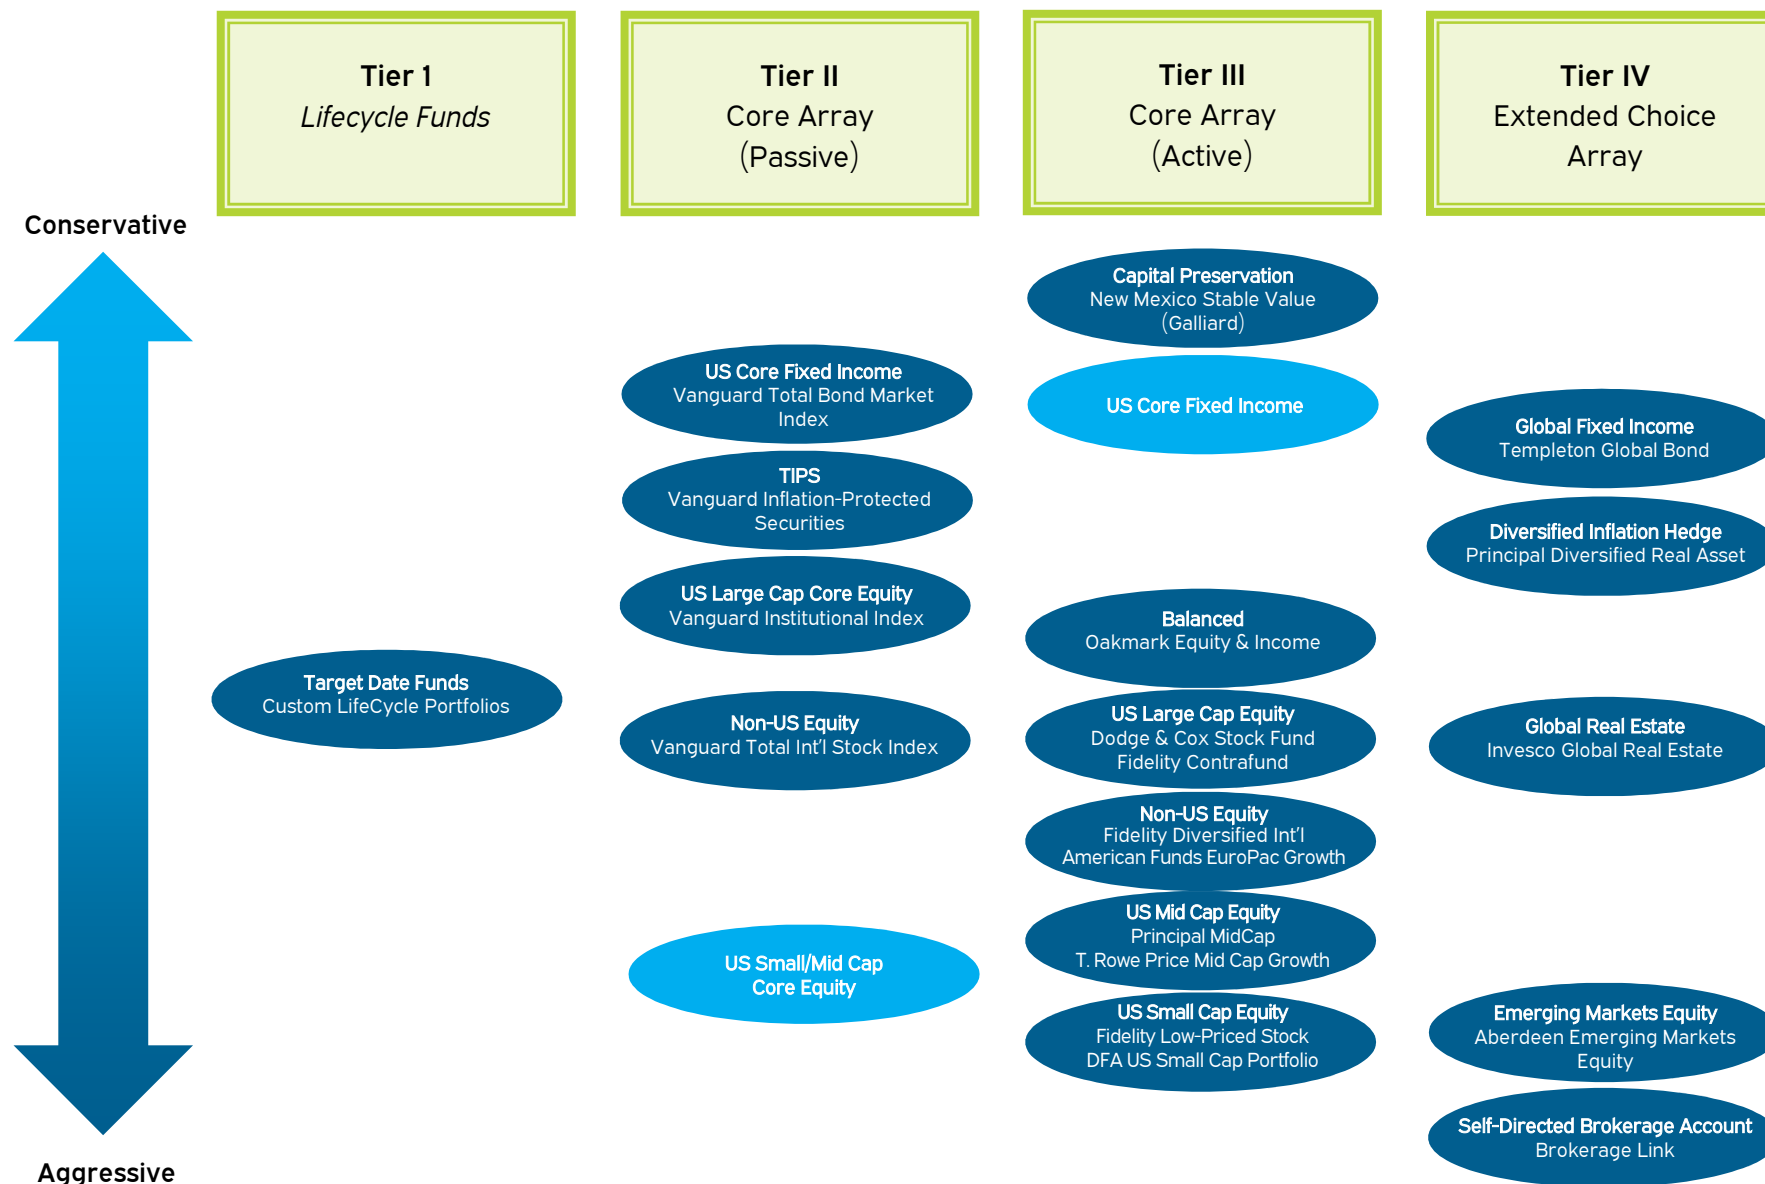 Tier 1
Lifecycle Funds
Tier II
Core Array
(Passive)
Tier III
Core Array
(Active)
Tier IV
Extended Choice
Array
Conservative
Target Date Funds
Custom LifeCycle Portfolios
US Core Fixed Income
Vanguard Total Bond Market
Index
TIPS
Vanguard Inflation-Protected
Securities
US Large Cap Core Equity
Vanguard Institutional Index
Non-US Equity
Vanguard Total Int'l Stock Index
US Small/Mid Cap
Core Equity
Capital Preservation
New Mexico Stable Value
(Galliard)
US Core Fixed Income
Balanced
Oakmark Equity & Income
US Large Cap Equity
Dodge & Cox Stock Fund
Fidelity Contrafund
Non-US Equity
Fidelity Diversified Int'l
American Funds EuroPac Growth
US Mid Cap Equity
Principal MidCap
T. Rowe Price Mid Cap Growth
US Small Cap Equity
Fidelity Low-Priced Stock
DFA US Small Cap Portfolio
Global Fixed Income
Templeton Global Bond
Diversified Inflation Hedge
Principal Diversified Real Asset
Global Real Estate
Invesco Global Real Estate
Emerging Markets Equity
Aberdeen Emerging Markets
Equity
Self-Directed Brokerage Account
Brokerage Link
Aggressive